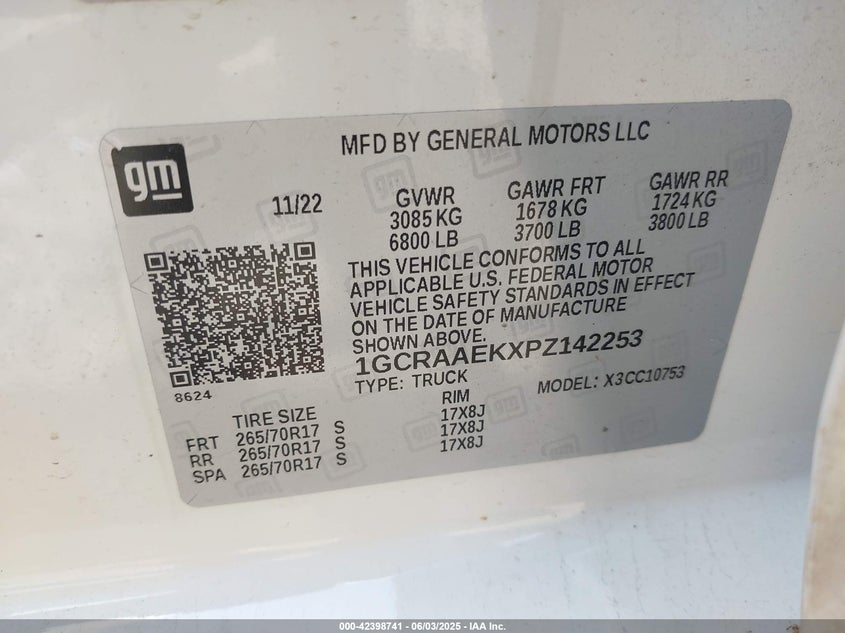 MFD BY GENERAL MOTORS LLC
gm
11/22
GVWR
3085 KG
6800 LB
GAWR FRT
1678 KG
3700 LB
GAWR RR
1724 KG
3800 LB
THIS VEHICLE CONFORMS TO ALL
APPLICABLE U.S. FEDERAL MOTOR
VEHICLE SAFETY STANDARDS IN EFFECT
ON THE DATE OF MANUFACTURE
SHOWN ABOVE.
1GCRAAEKXPZ142253
TYPE: TRUCK
MODEL: X3CC10753
8624
TIRE SIZE
RIM
FRT 265/70R17 S 17X8J
RR 265/70R17 S 17X8J
SPA 265/70R17 S 17X8J
000-42398741 - 06/03/2025 - IAA Inc.